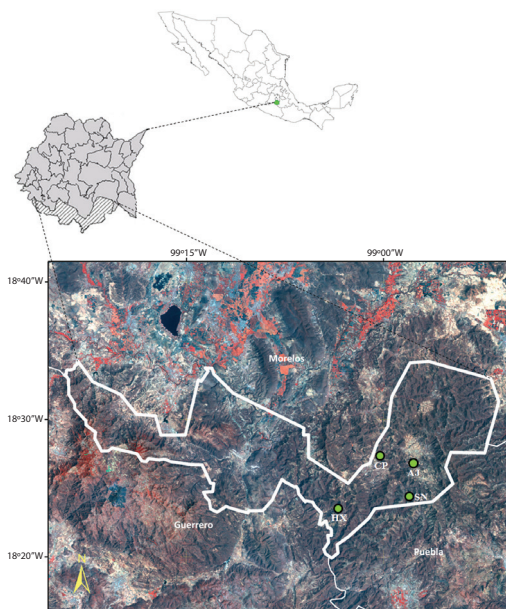 99°15'W 99°00'W
18°40'
Morelos
18°30'
CP
AJ
SN
HX
Guerrero
18°20'
Puebla
N